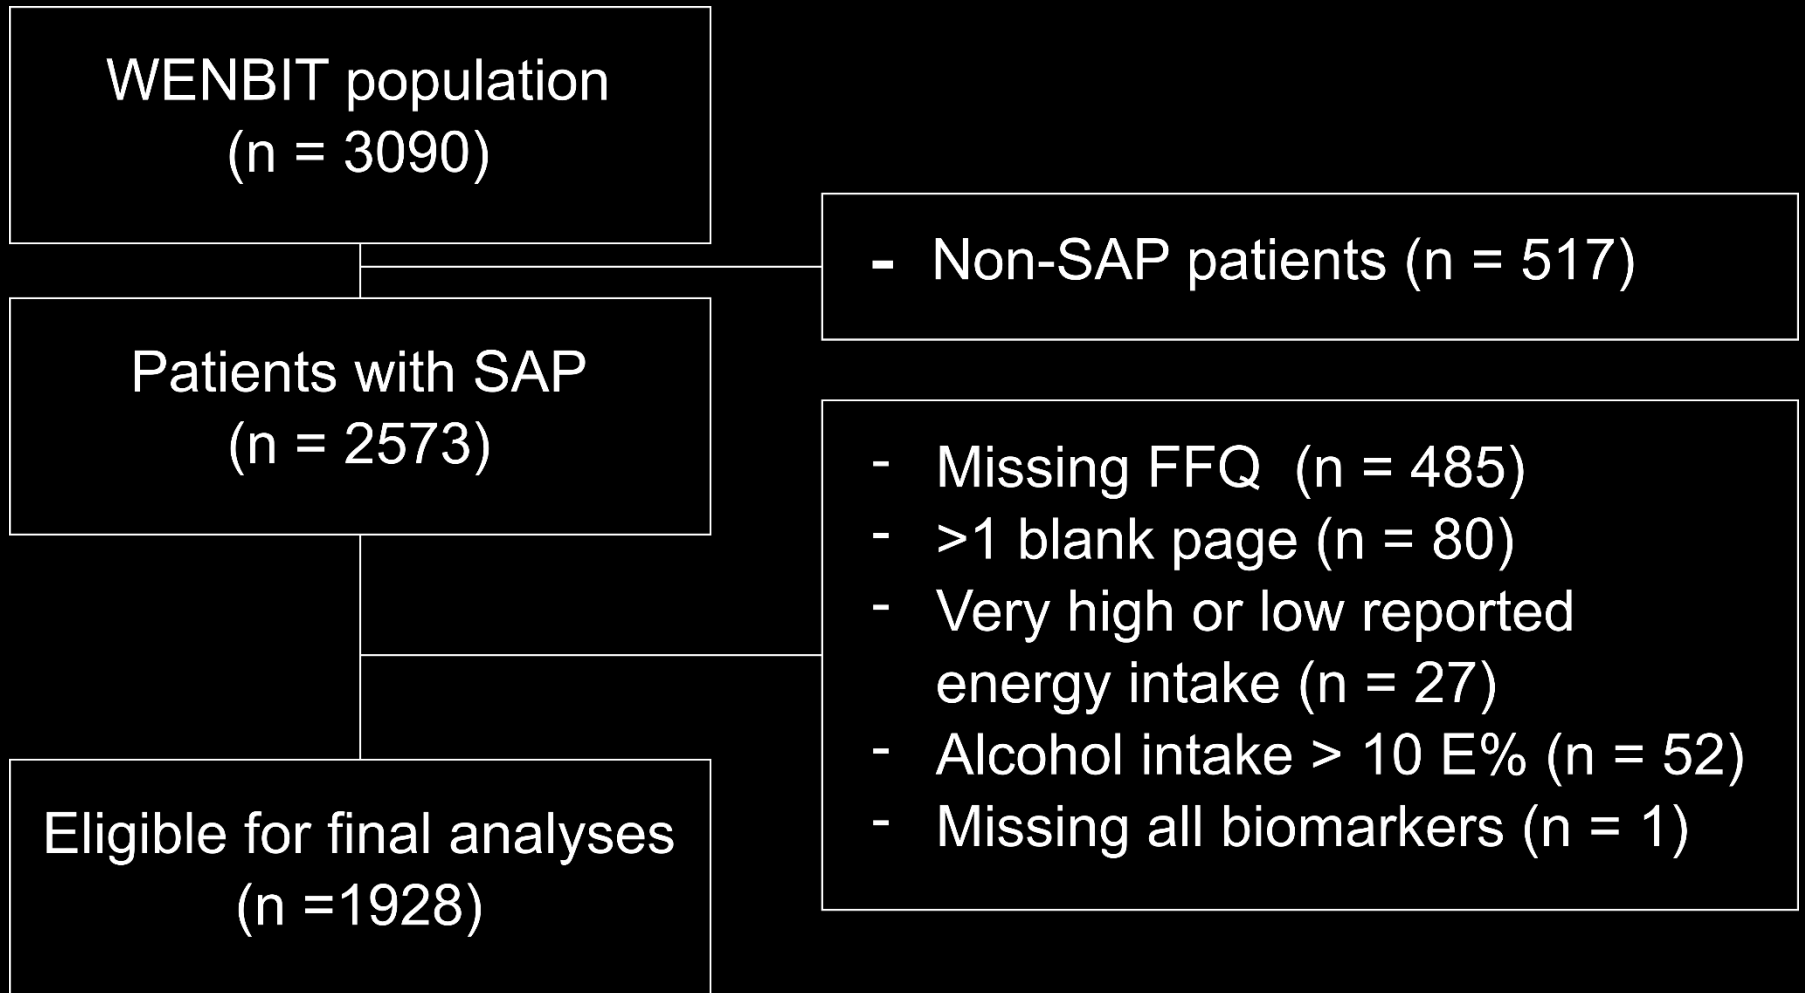 WENBIT population
(n = 3090)
- Non-SAP patients (n = 517)
Patients with SAP
(n = 2573)
- Missing FFQ  (n = 485)
- >1 blank page (n = 80)
- Very high or low reported
energy intake (n = 27)
- Alcohol intake > 10 E% (n = 52)
- Missing all biomarkers (n = 1)
Eligible for final analyses
(n =1928)